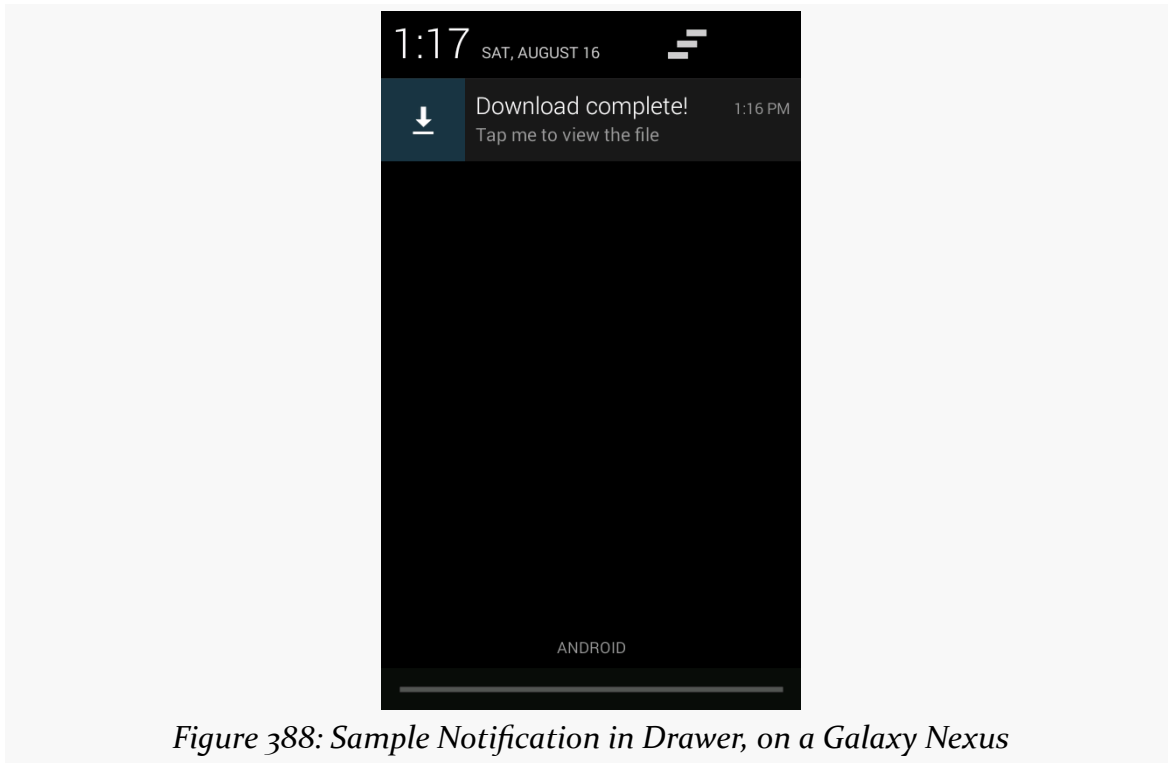 1:17 SAT, AUGUST 16
Download complete! 1:16 PM
Tap me to view the file
ANDROID
Figure 388: Sample Notification in Drawer, on a Galaxy Nexus